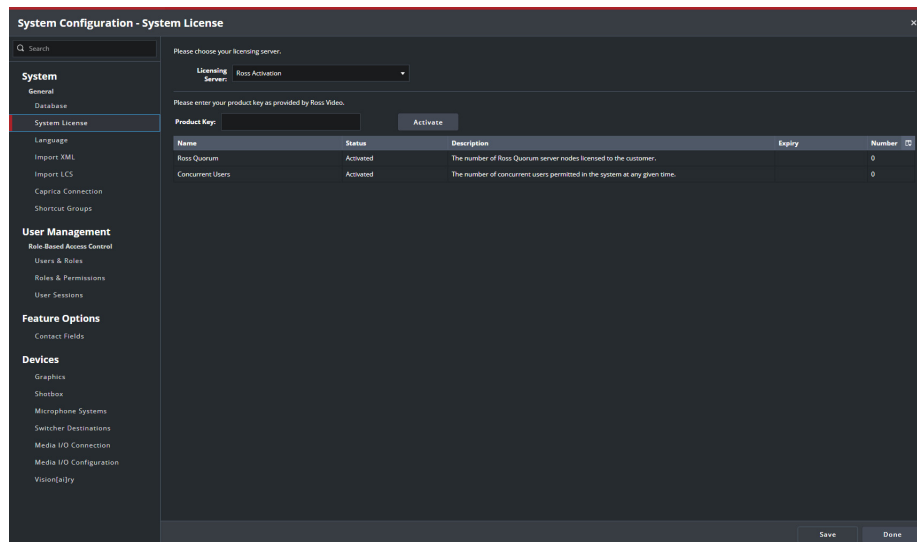 System Configuration - System License
×
Search
System
General
Database
System License
Language
Import XML
Import LCS
Caprica Connection
Shortcut Groups
User Management
Role-Based Access Control
Users & Roles
Roles & Permissions
User Sessions
Feature Options
Contact Fields
Devices
Graphics
Shotbox
Microphone Systems
Switcher Destinations
Media I/O Connection
Media I/O Configuration
Vision[ai]ry
Please choose your licensing server.
Licensing Server: Ross Activation
Please enter your product key as provided by Ross Video.
Product Key: Activate
Name Status Description Expiry Number
Ross Quorum Activated The number of Ross Quorum server nodes licensed to the customer. 0
Concurrent Users Activated The number of concurrent users permitted in the system at any given time. 0
Save Done